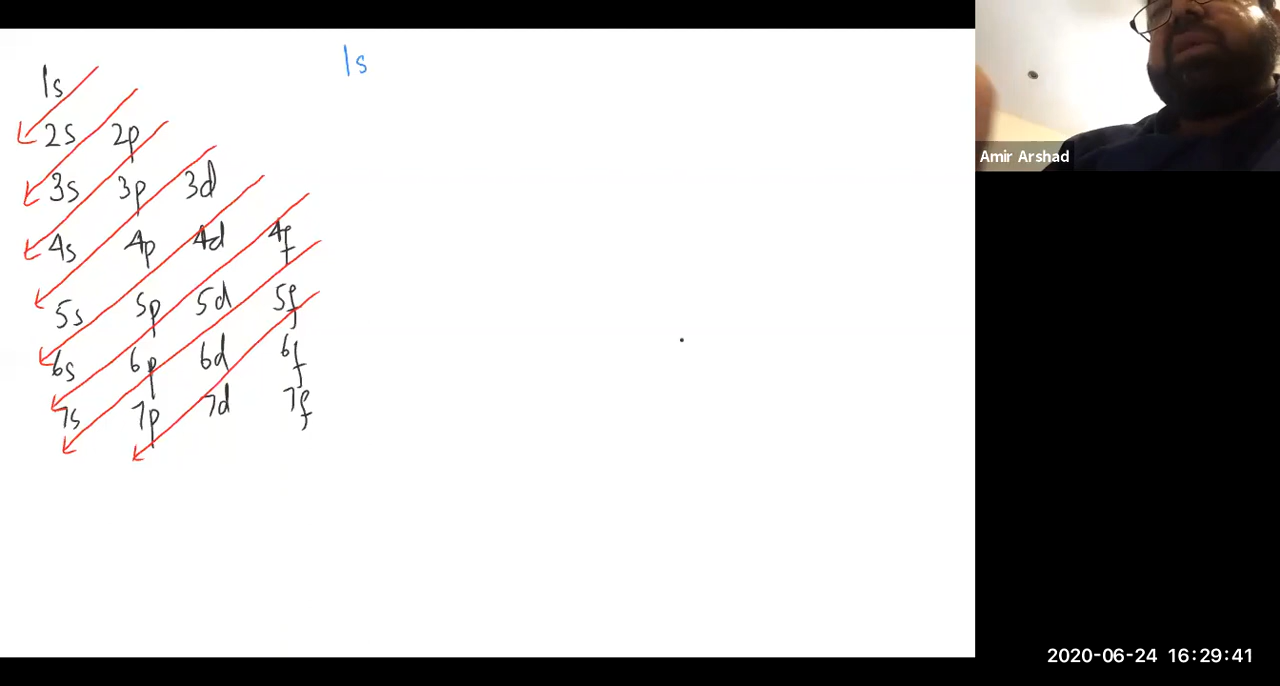 1s
1s
2s 2p
3s 3p 3d
4s 4p 4d 4f
5s 5p 5d 5f
6s 6p 6d 6f
7s 7p 7d 7f
Amir Arshad
2020-06-24 16:29:41